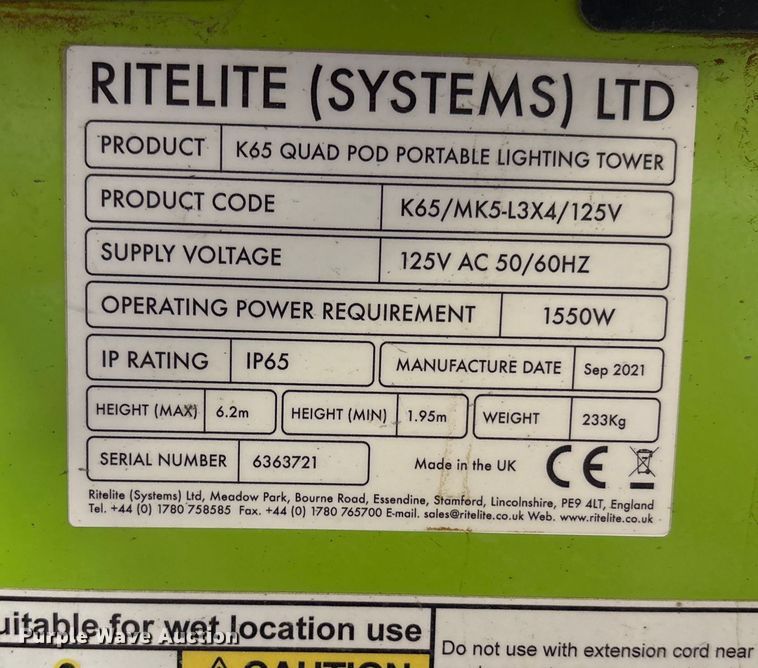 RITELITE (SYSTEMS) LTD
PRODUCT K65 QUAD POD PORTABLE LIGHTING TOWER
PRODUCT CODE K65/MK5-L3X4/125V
SUPPLY VOLTAGE 125V AC 50/60HZ
OPERATING POWER REQUIREMENT 1550W
IP RATING IP65 MANUFACTURE DATE Sep 2021
HEIGHT (MAX) 6.2m HEIGHT (MIN) 1.95m WEIGHT 233Kg
SERIAL NUMBER 6363721 Made in the UK CE
Ritelite (Systems) Ltd, Meadow Park, Bourne Road, Essendine, Stamford, Lincolnshire, PE9 4LT, England
Tel. +44 (0) 1780 758585 Fax. +44 (0) 1780 765700 E-mail. sales@ritelite.co.uk Web. www.ritelite.co.uk
uitable for wet location use
Purple Wave Auction
Do not use with extension cord near
CAUTION